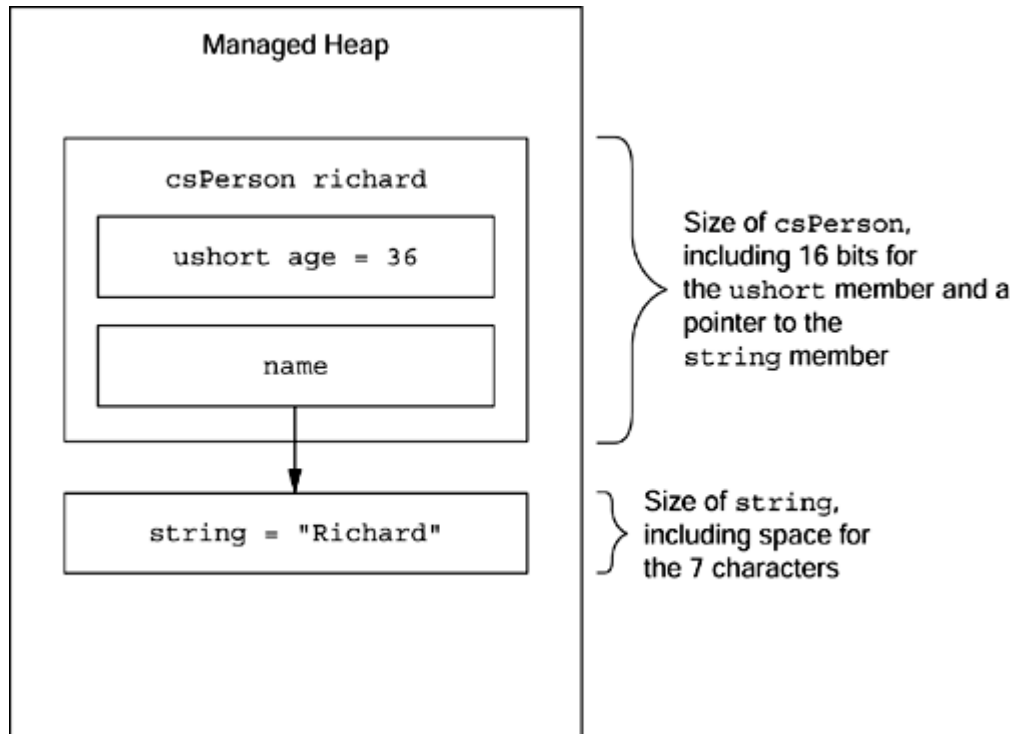 Managed Heap
csPerson richard
ushort age = 36
name
string = "Richard"
Size of csPerson,
including 16 bits for
the ushort member and a
pointer to the
string member
Size of string,
including space for
the 7 characters